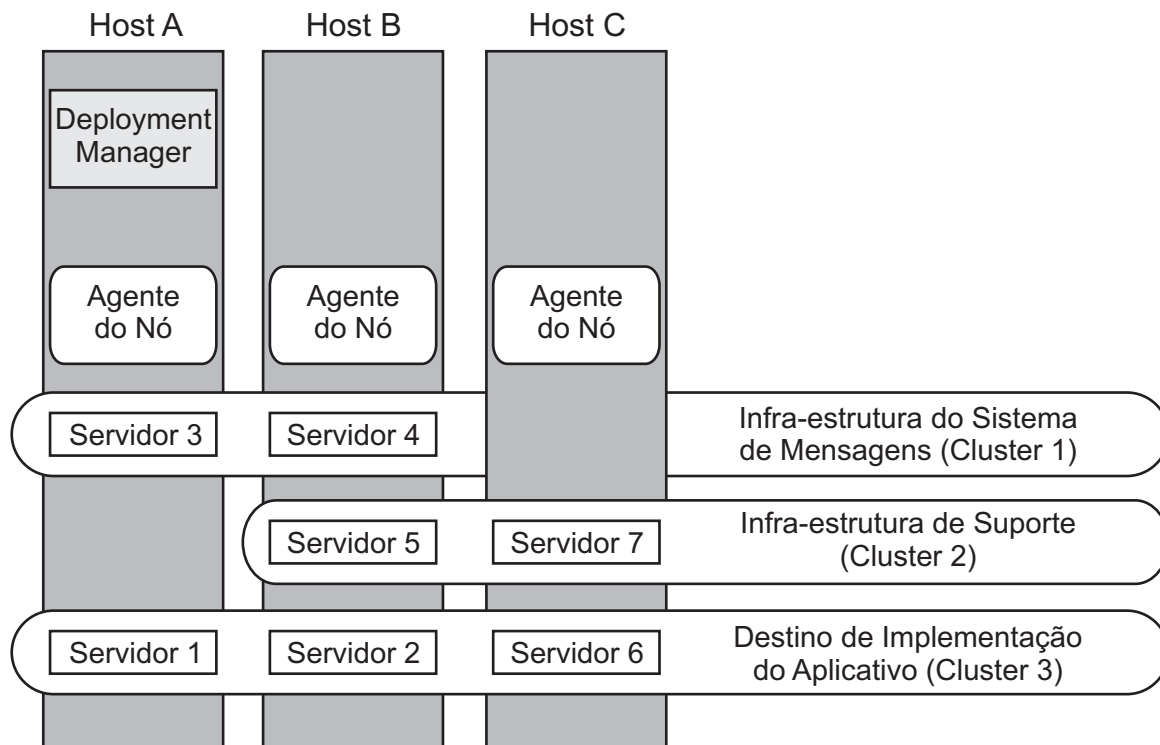 Host A
Host B
Host C
Deployment
Manager
Agente
do Nó
Agente
do Nó
Agente
do Nó
Servidor 3
Servidor 4
Infra-estrutura do Sistema
de Mensagens (Cluster 1)
Servidor 5
Servidor 7
Infra-estrutura de Suporte
(Cluster 2)
Servidor 1
Servidor 2
Servidor 6
Destino de Implementação
do Aplicativo (Cluster 3)